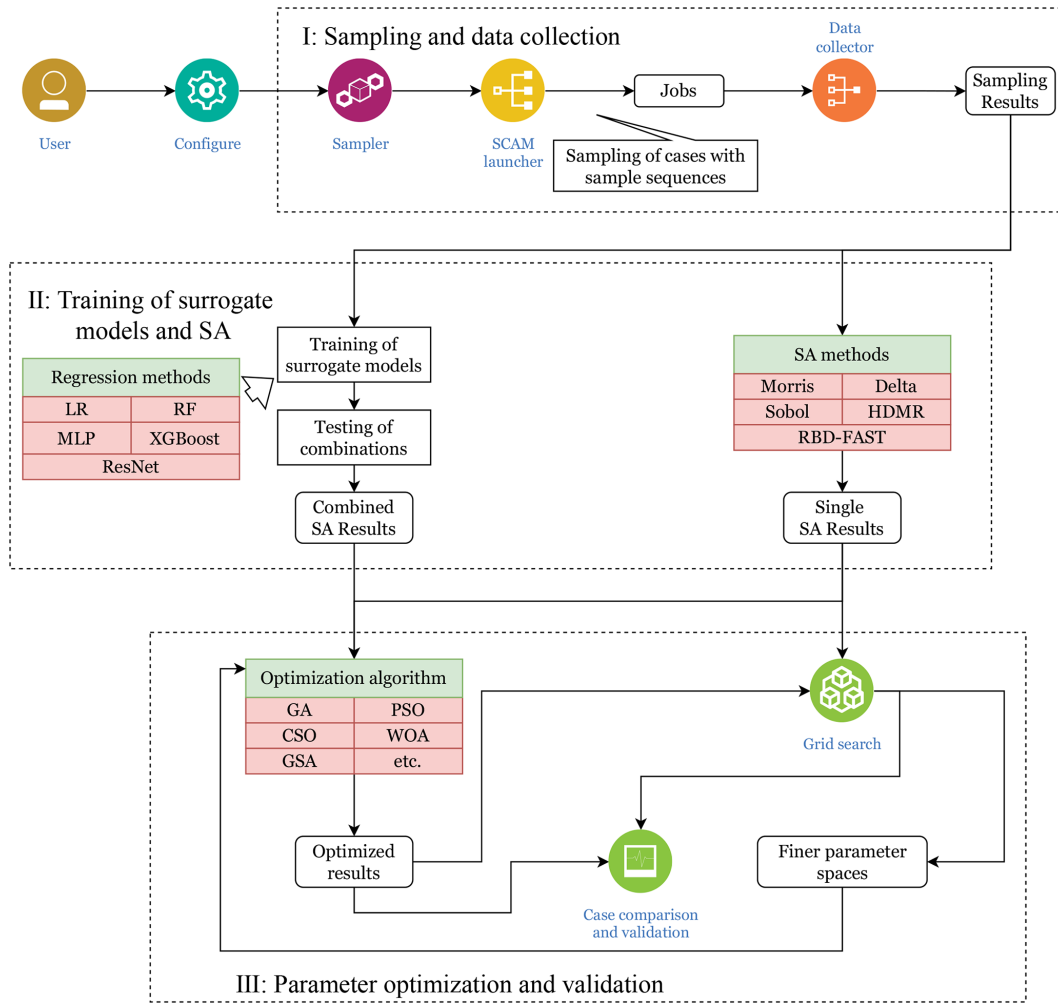 I: Sampling and data collection
Data
collector
User
Configure
Sampler
SCAM
launcher
Jobs
Sampling
Results
Sampling of cases with
sample sequences
II: Training of surrogate
models and SA
Regression methods
LR
RF
MLP
XGBoost
ResNet
Training of
surrogate models
Testing of
combinations
Combined
SA Results
SA methods
Morris
Delta
Sobol
HDMR
RBD-FAST
Single
SA Results
Optimization algorithm
GA
PSO
CSO
WOA
GSA
etc.
Grid search
Optimized
results
Case comparison
and validation
Finer parameter
spaces
III: Parameter optimization and validation